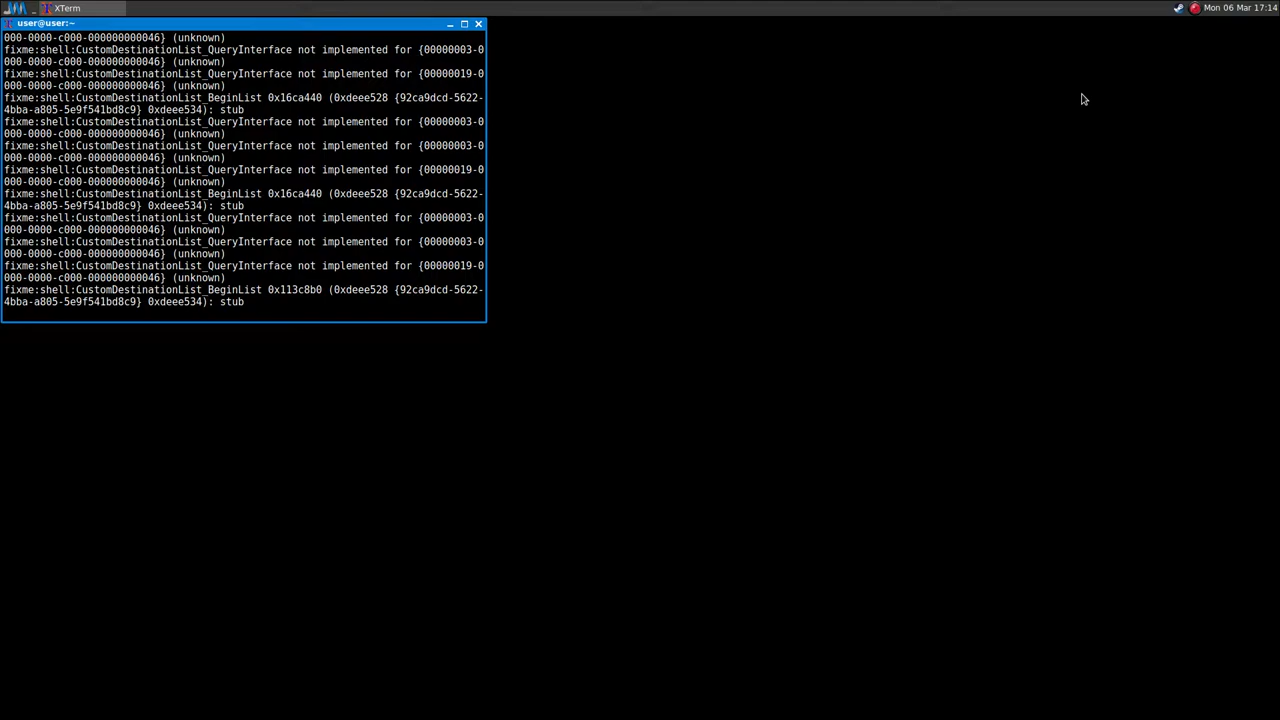 XTerm
Mon 06 Mar 17:14
user@user:~
000-0000-c000-000000000046} (unknown)
fixme:shell:CustomDestinationList_QueryInterface not implemented for {00000003-0
000-0000-c000-000000000046} (unknown)
fixme:shell:CustomDestinationList_QueryInterface not implemented for {00000019-0
000-0000-c000-000000000046} (unknown)
fixme:shell:CustomDestinationList_BeginList 0x16ca440 (0xdeee528 {92ca9dcd-5622-
4bba-a805-5e9f541bd8c9} 0xdeee534): stub
fixme:shell:CustomDestinationList_QueryInterface not implemented for {00000003-0
000-0000-c000-000000000046} (unknown)
fixme:shell:CustomDestinationList_QueryInterface not implemented for {00000003-0
000-0000-c000-000000000046} (unknown)
fixme:shell:CustomDestinationList_QueryInterface not implemented for {00000019-0
000-0000-c000-000000000046} (unknown)
fixme:shell:CustomDestinationList_BeginList 0x16ca440 (0xdeee528 {92ca9dcd-5622-
4bba-a805-5e9f541bd8c9} 0xdeee534): stub
fixme:shell:CustomDestinationList_QueryInterface not implemented for {00000003-0
000-0000-c000-000000000046} (unknown)
fixme:shell:CustomDestinationList_QueryInterface not implemented for {00000003-0
000-0000-c000-000000000046} (unknown)
fixme:shell:CustomDestinationList_QueryInterface not implemented for {00000019-0
000-0000-c000-000000000046} (unknown)
fixme:shell:CustomDestinationList_BeginList 0x113c8b0 (0xdeee528 {92ca9dcd-5622-
4bba-a805-5e9f541bd8c9} 0xdeee534): stub